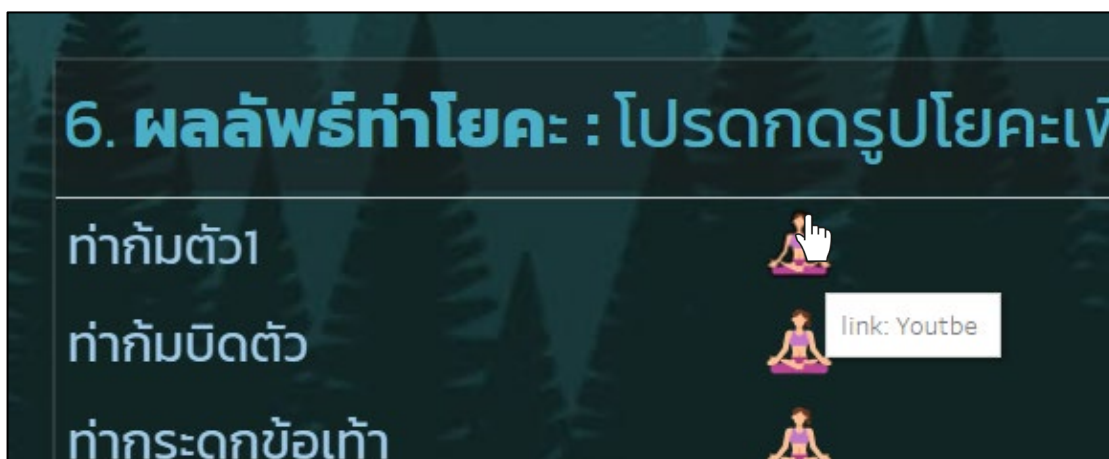 6. ผลลัพธ์ท่าโยคะ : โปรดกดรูปโยคะ
ท่าก้มตัว1
link: Youtbe
ท่าก้มบิดตัว
ท่ากระดูกข้อเท้า